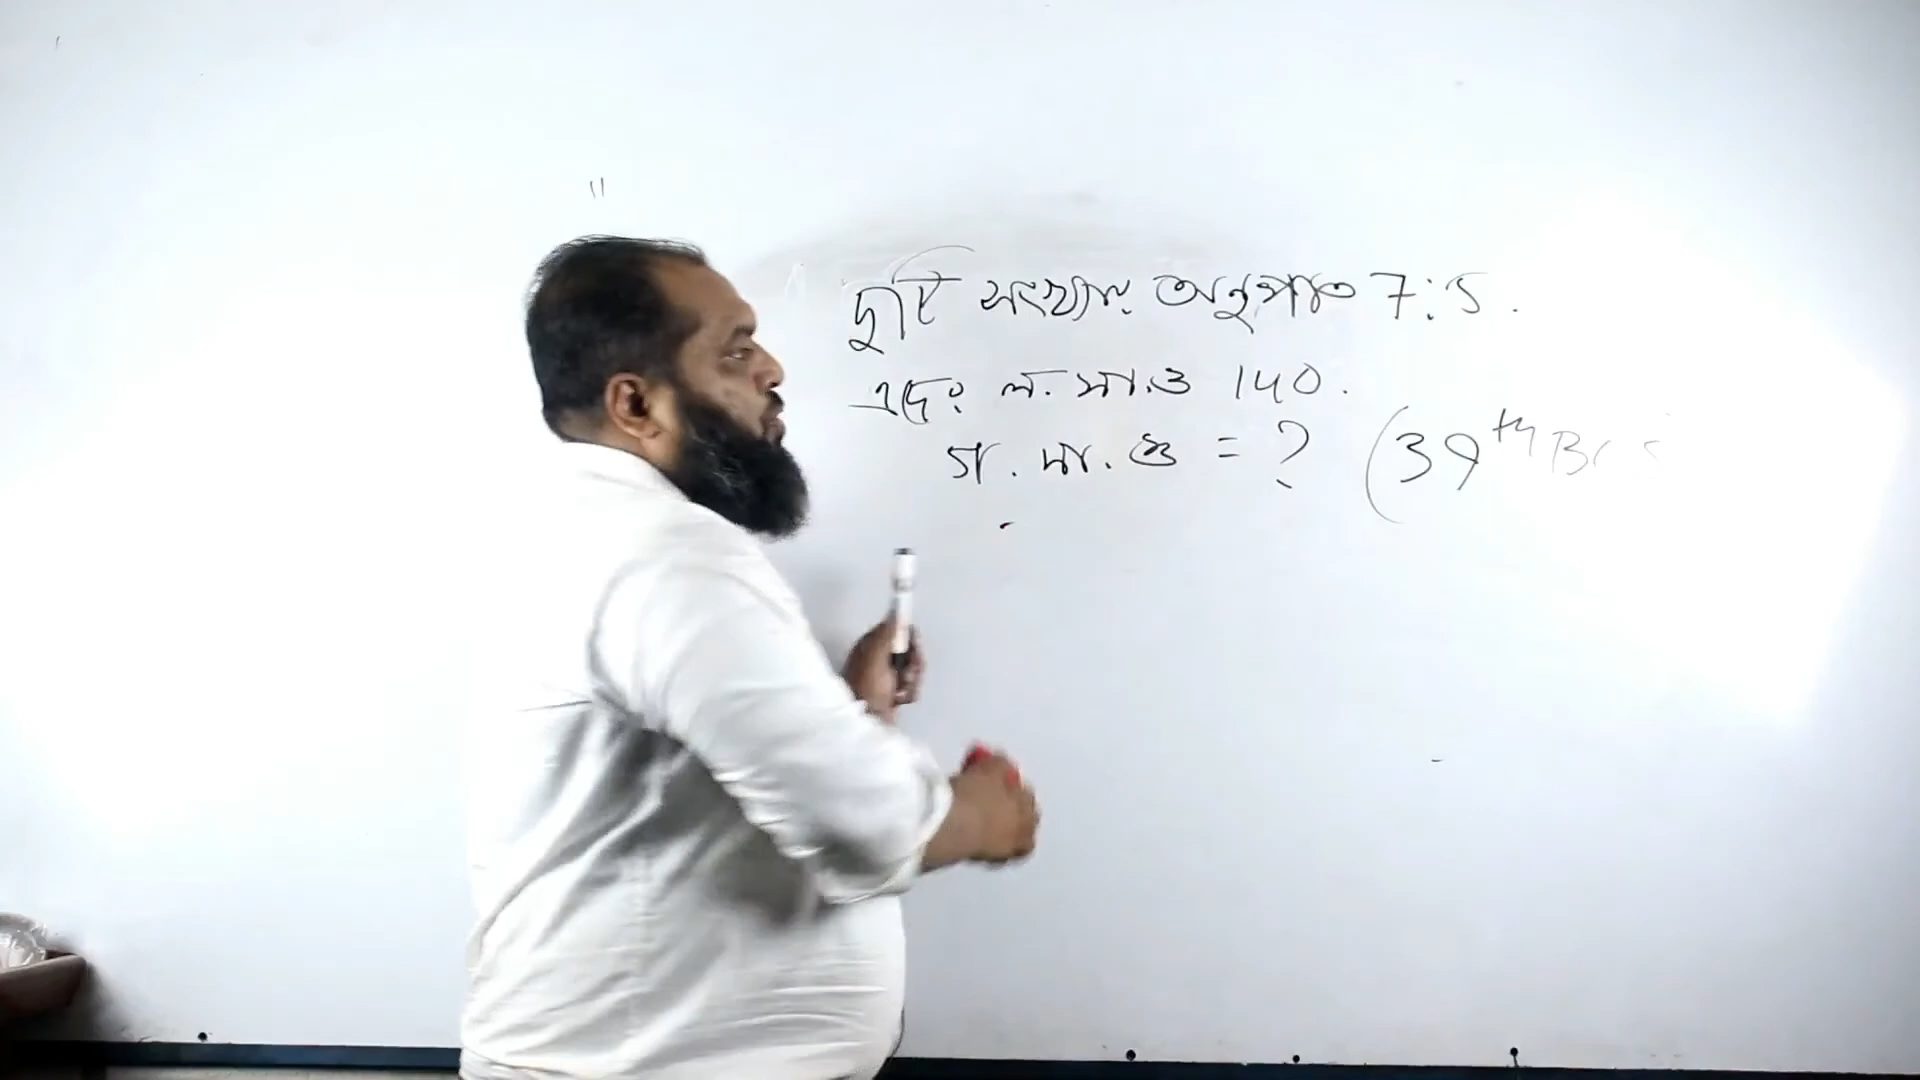 দুটি সংখ্যার অনুপাত 7:5.
এদের ল.সা.গু 140.
গ.সা.গু = ? (39th BCS